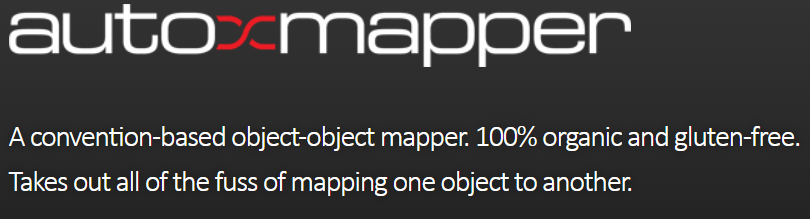 automapper
A convention-based object-object mapper. 100% organic and gluten-free.
Takes out all of the fuss of mapping one object to another.